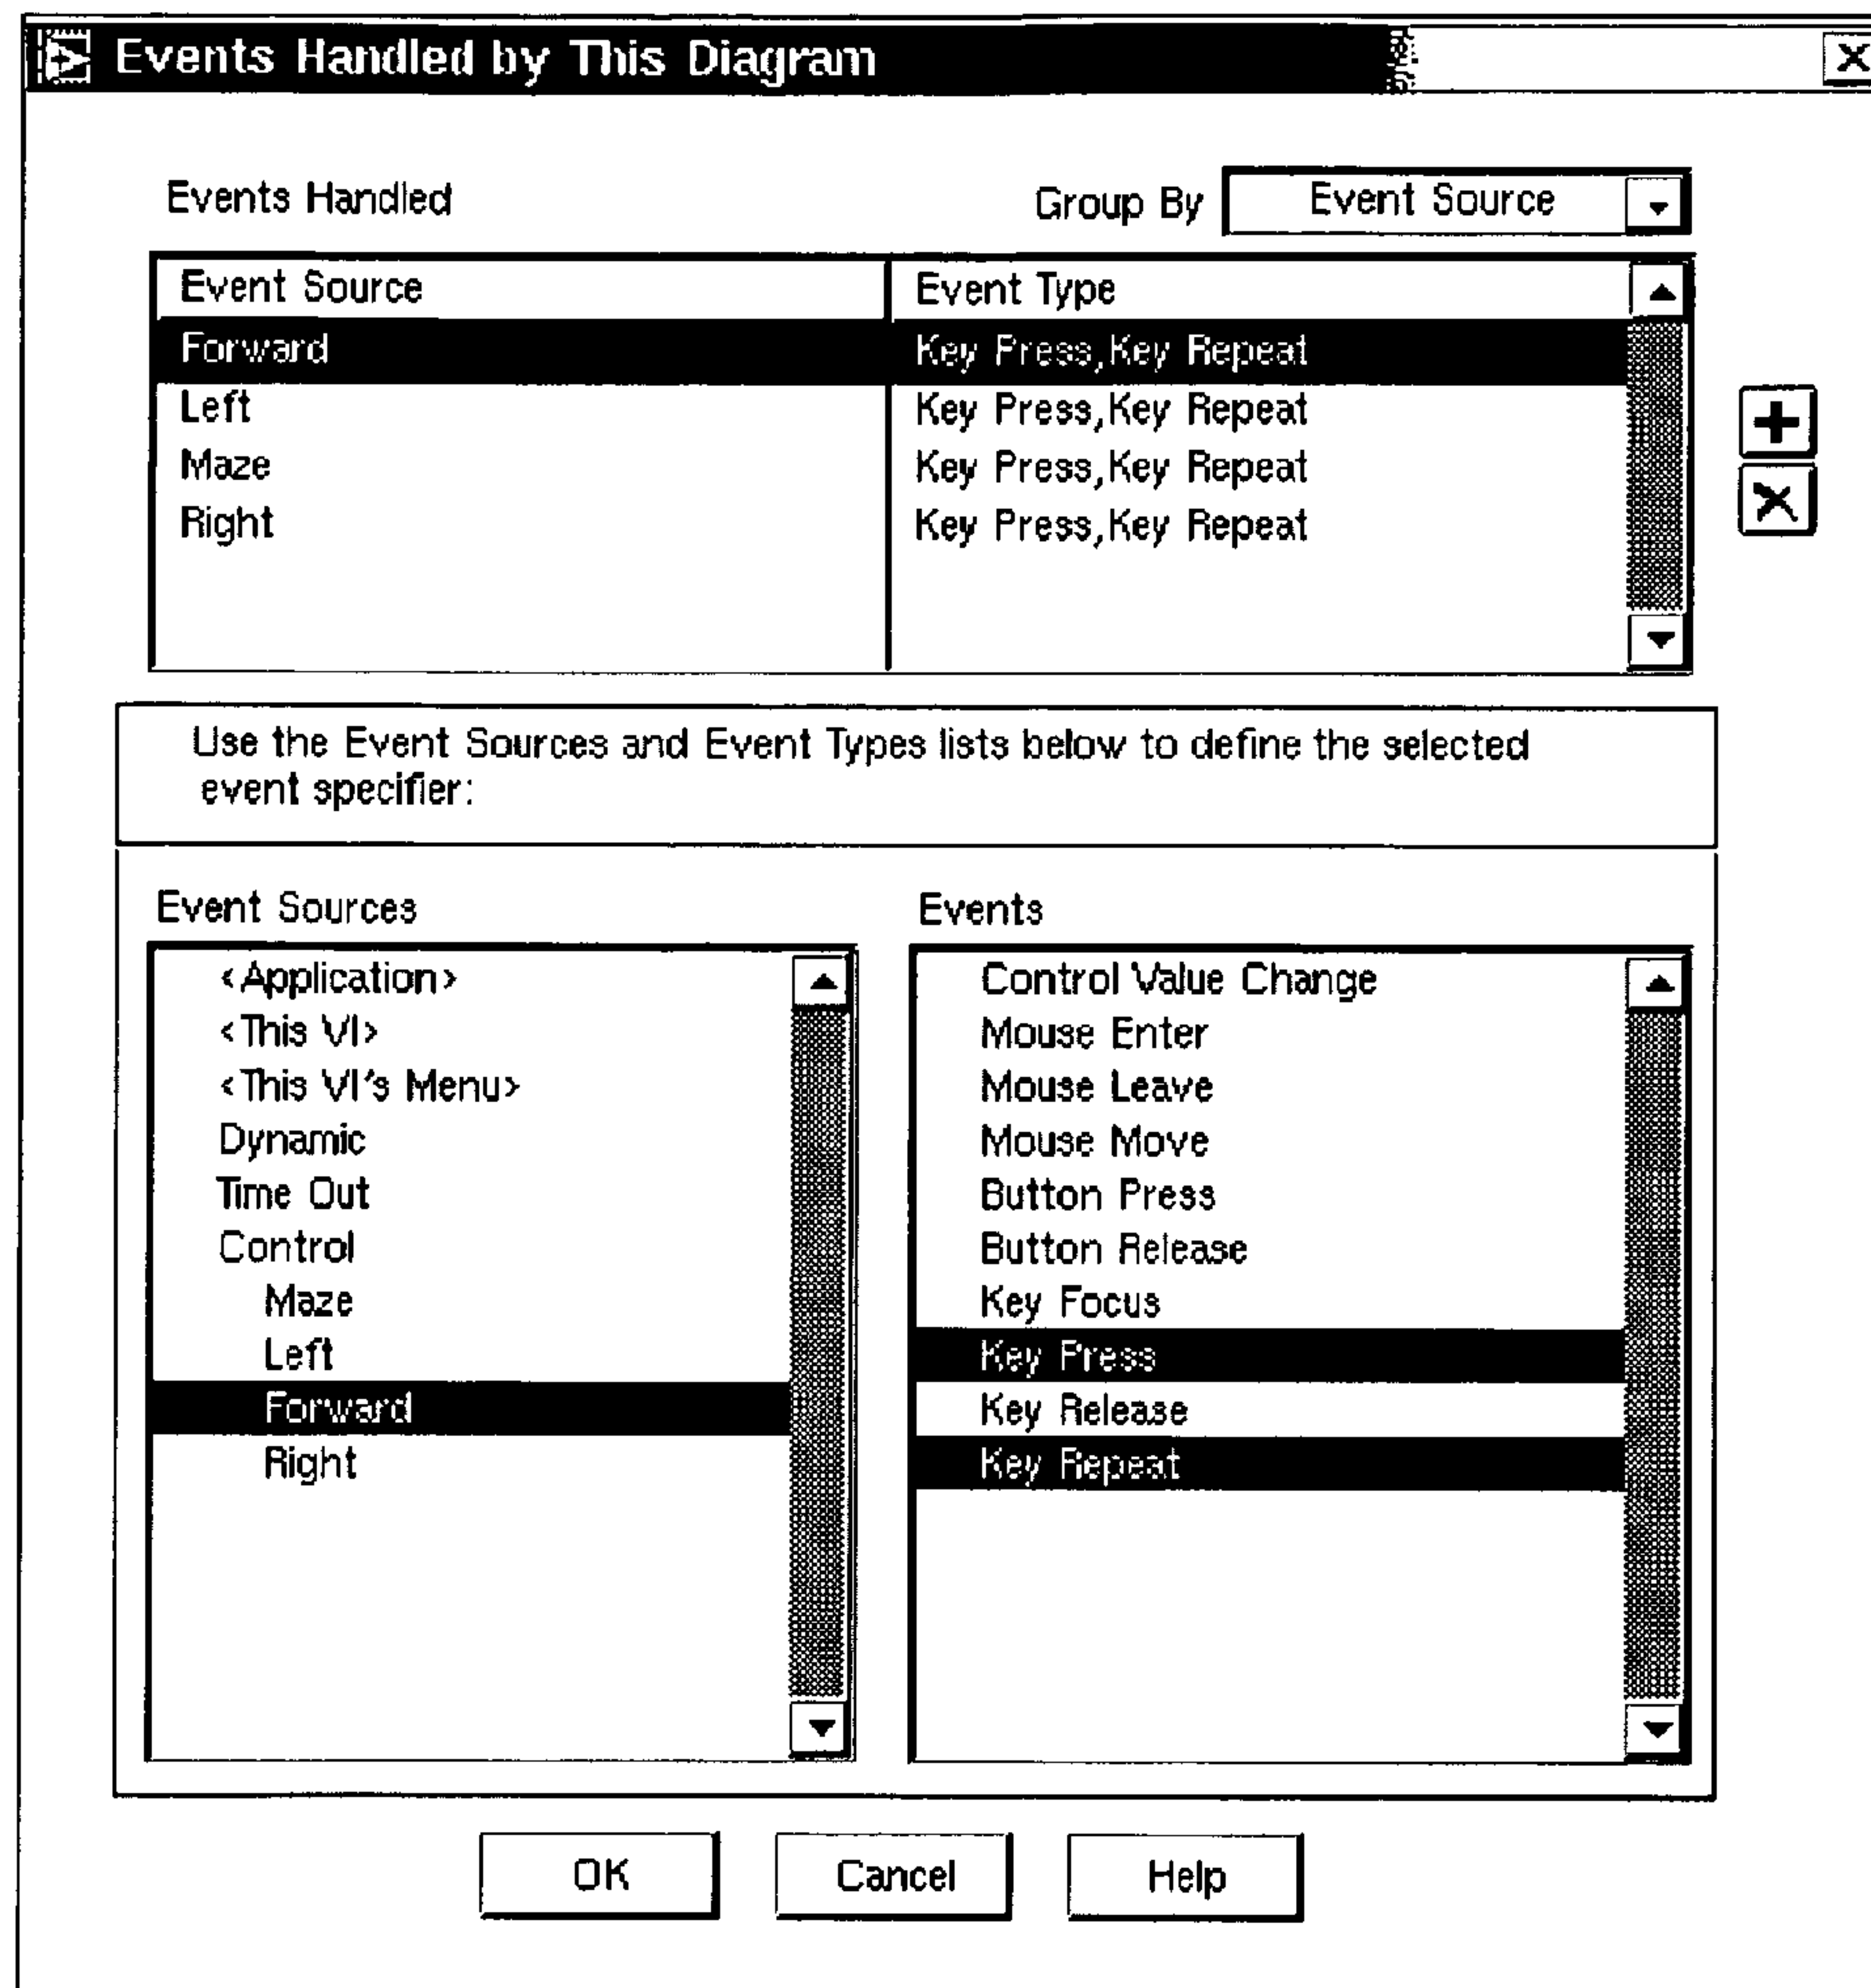 Events Handled by This Diagram
Events Handled
Group By Event Source
Event Source Event Type
Forward Key Press,Key Repeat
Left Key Press,Key Repeat
Maze Key Press,Key Repeat
Right Key Press,Key Repeat
Use the Event Sources and Event Types lists below to define the selected
event specifier:
Event Sources
<Application>
<This VI>
<This VI's Menu>
Dynamic
Time Out
Control
Maze
Left
Forward
Right
Events
Control Value Change
Mouse Enter
Mouse Leave
Mouse Move
Button Press
Button Release
Key Focus
Key Press
Key Release
Key Repeat
OK Cancel Help